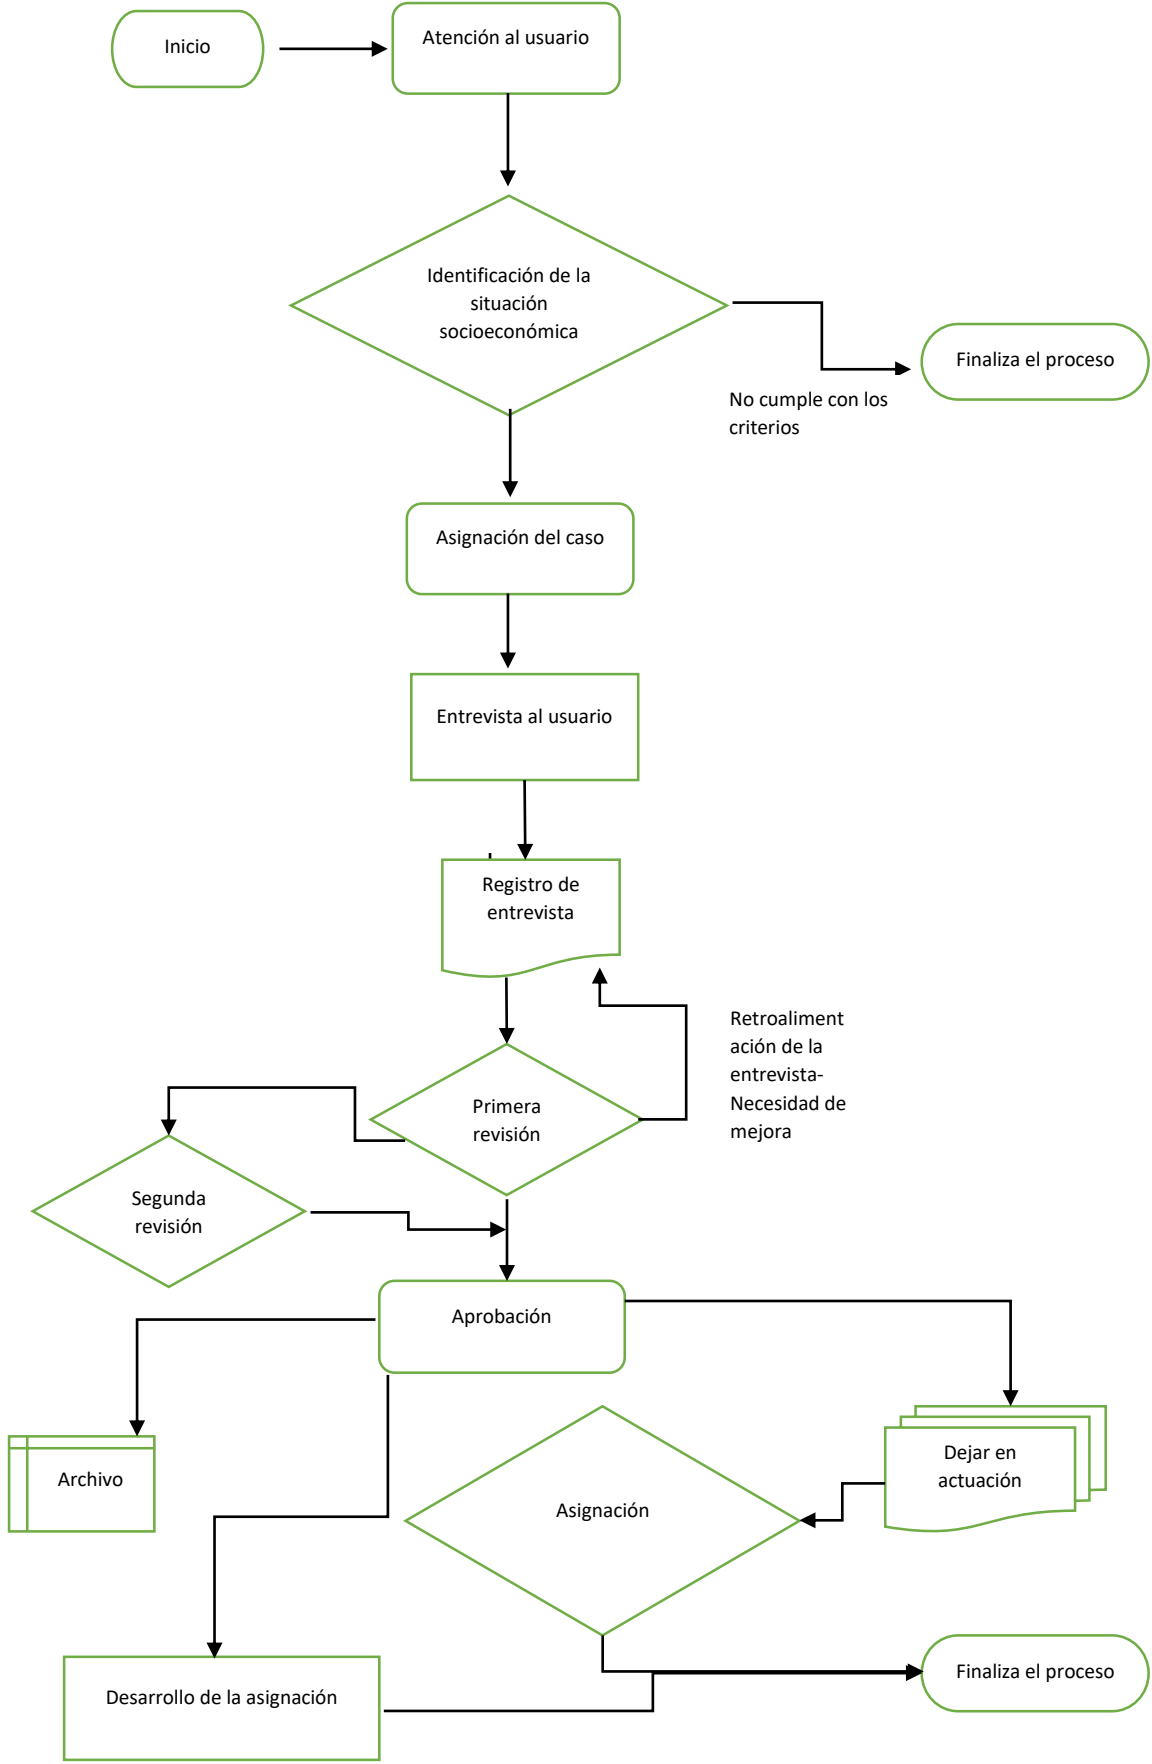 Inicio
Atención al usuario
Identificación de la
situación
socioeconómica
Finaliza el proceso
No cumple con los
criterios
Asignación del caso
Entrevista al usuario
Registro de
entrevista
Retroaliment
ación de la
entrevista-
Necesidad de
mejora
Primera
revisión
Segunda
revisión
Aprobación
Archivo
Asignación
Dejar en
actuación
Desarrollo de la asignación
Finaliza el proceso